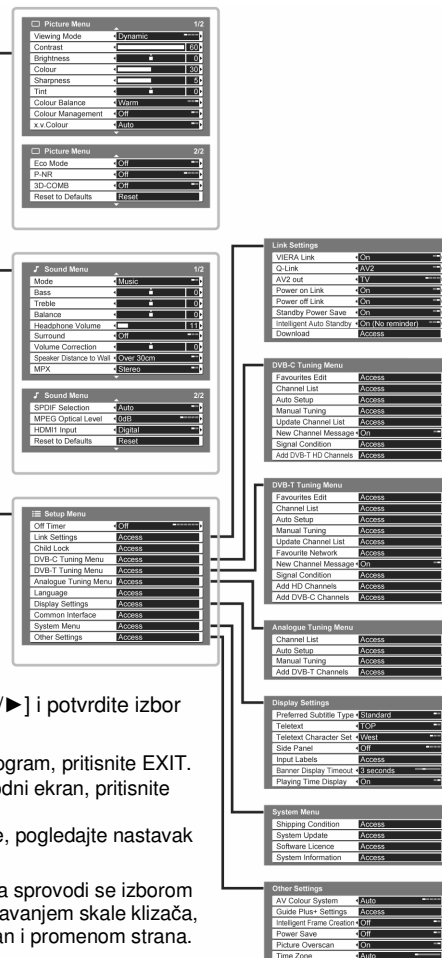 Picture Menu 1/2
Viewing Mode Dynamic
Contrast 60
Brightness 0
Colour 30
Sharpness 5
Tint 0
Colour Balance Warm
Colour Management Off
x.v.Colour Auto
Picture Menu 2/2
Eco Mode Off
P-NR Off
3D-COMB Off
Reset to Defaults Reset
Sound Menu 1/2
Mode Music
Bass 0
Treble 0
Balance 0
Headphone Volume 11
Surround Off
Volume Correction 0
Speaker Distance to Wall Over 30cm
MPX Stereo
Sound Menu 2/2
SPDIF Selection Auto
MPEG Optical Level 0dB
HDMI1 Input Digital
Reset to Defaults Reset
Setup Menu
Off Timer Off
Link Settings Access
Child Lock Access
DVB-C Tuning Menu Access
DVB-T Tuning Menu Access
Analogue Tuning Menu Access
Language Access
Display Settings Access
Common Interface Access
System Menu Access
Other Settings Access
Link Settings
VIERA Link On
Q-Link AV2
AV2 out TV
Power on Link On
Power off Link On
Standby Power Save On
Intelligent Auto Standby On (No reminder)
Download Access
DVB-C Tuning Menu
Favourites Edit Access
Channel List Access
Auto Setup Access
Manual Tuning Access
Update Channel List Access
New Channel Message On
Signal Condition Access
Add DVB-T HD Channels Access
DVB-T Tuning Menu
Favourites Edit Access
Channel List Access
Auto Setup Access
Manual Tuning Access
Update Channel List Access
Favourite Network Access
New Channel Message On
Signal Condition Access
Add HD Channels Access
Add DVB-C Channels Access
Analogue Tuning Menu
Channel List Access
Auto Setup Access
Manual Tuning Access
Add DVB-T Channels Access
Display Settings
Preferred Subtitle Type Standard
Teletext TOP
Teletext Character Set West
Side Panel Off
Input Labels Access
Banner Display Timeout 3 seconds
Playing Time Display On
System Menu
Shipping Condition Access
System Update Access
Software Licence Access
System Information Access
Other Settings
AV Colour System Auto
Guide Plus+ Settings Access
Intelligent Frame Creation Off
Power Save Off
Picture Overscan On
Time Zone Auto
/►] i potvrdite izbor
ogram, pritisnite EXIT.
odni ekran, pritisnite
e, pogledajte nastavak
a sprovodi se izborom
avanjem skale klizača,
an i promenom strana.